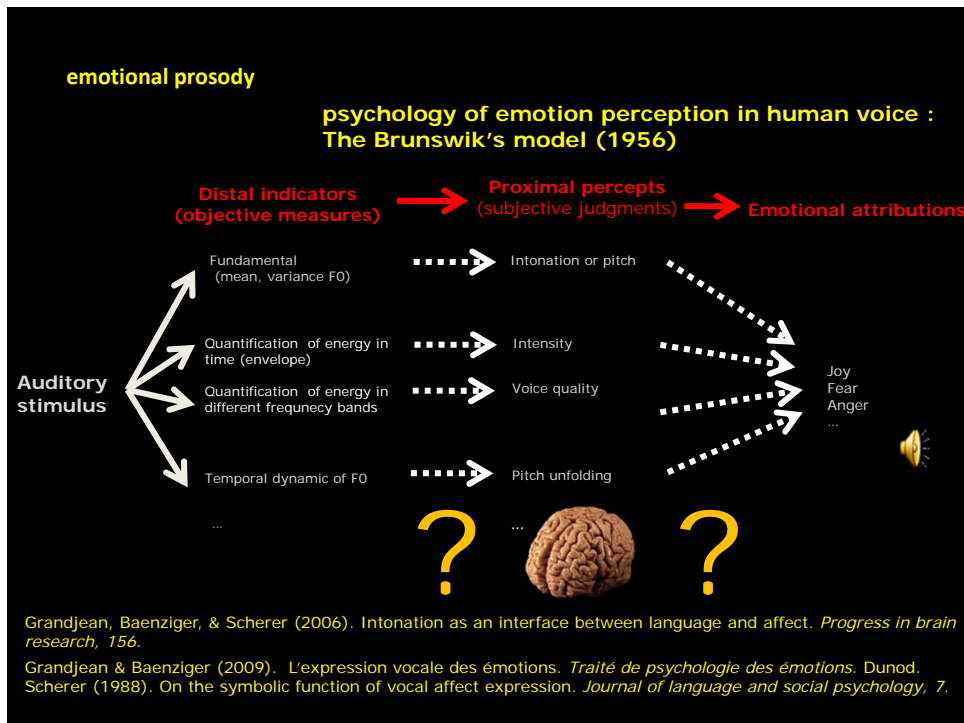 emotional prosody
psychology of emotion perception in human voice :
The Brunswik's model (1956)
Distal indicators
(objective measures)
Proximal percepts
(subjective judgments)
Emotional attributions
Auditory
stimulus
Fundamental
(mean, variance F0)
Intonation or pitch
Quantification of energy in
time (envelope)
Intensity
Quantification of energy in
different frequnecy bands
Voice quality
Temporal dynamic of F0
Pitch unfolding
...
...
Joy
Fear
Anger
...
? ?
Grandjean, Baenziger, & Scherer (2006). Intonation as an interface between language and affect. Progress in brain
research, 156.
Grandjean & Baenziger (2009). L'expression vocale des émotions. Traité de psychologie des émotions. Dunod.
Scherer (1988). On the symbolic function of vocal affect expression. Journal of language and social psychology, 7.